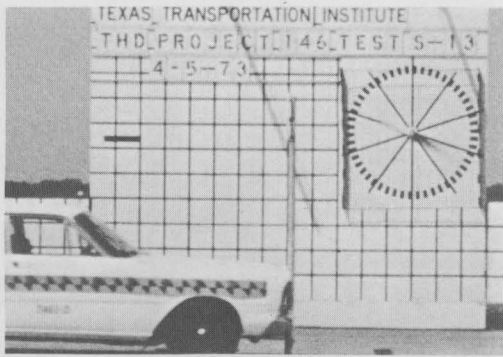 TEXAS TRANSPORTATION INSTITUTE
THD PROJECT 146 TEST S-13
4-5-73